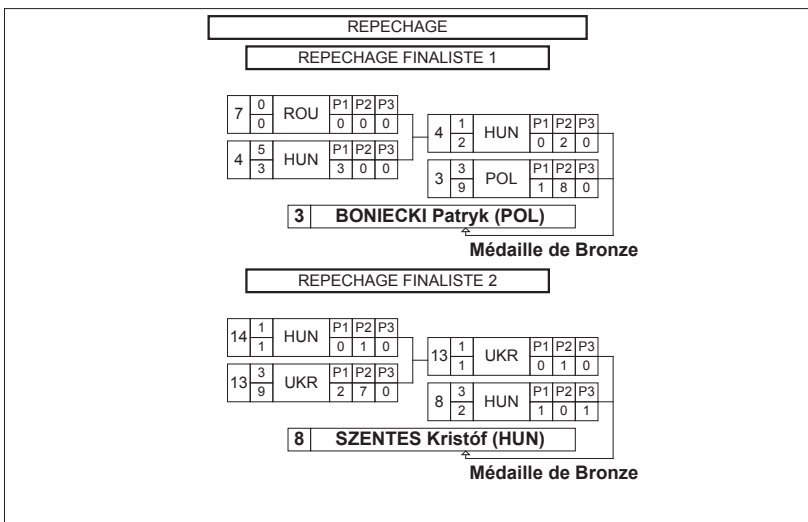 REPECHAGE
REPECHAGE FINALISTE 1
7 0 0 ROU P1 P2 P3 0 0 0
4 5 3 HUN P1 P2 P3 3 0 0
4 1 2 HUN P1 P2 P3 0 2 0
3 3 9 POL P1 P2 P3 1 8 0
3 BONIECKI Patryk (POL)
Médaille de Bronze
REPECHAGE FINALISTE 2
14 1 1 HUN P1 P2 P3 0 1 0
13 3 9 UKR P1 P2 P3 2 7 0
13 1 1 UKR P1 P2 P3 0 1 0
8 3 2 HUN P1 P2 P3 1 0 1
8 SZENTES Kristóf (HUN)
Médaille de Bronze